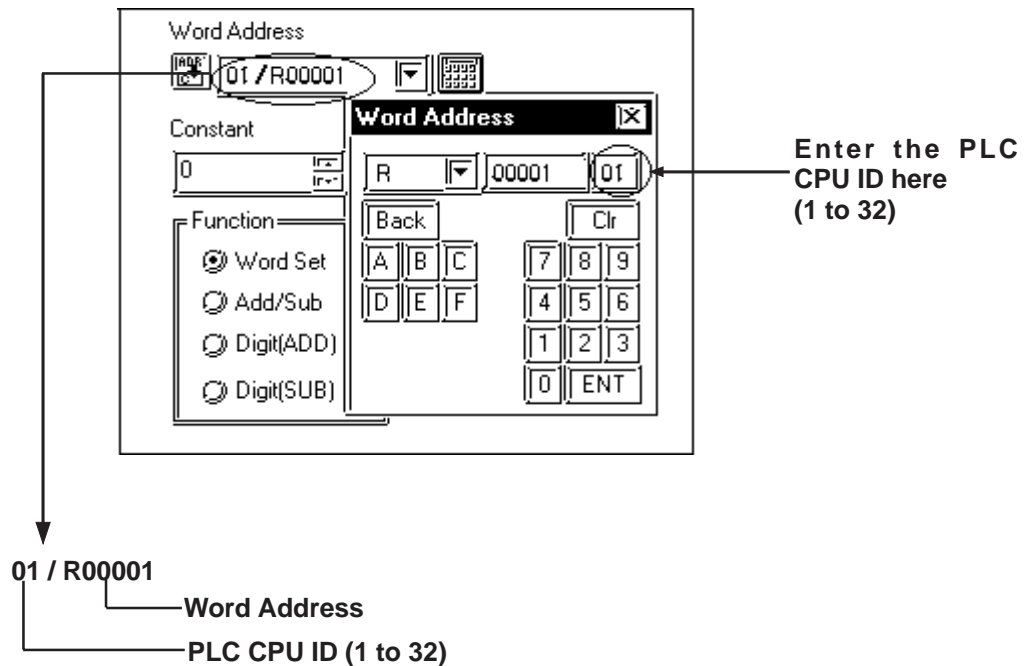 Word Address
01 / R00001
Constant
0
Function
Word Set
Add/Sub
Digit(ADD)
Digit(SUB)
Word Address
R 00001 01
Back Clr
A B C 7 8 9
D E F 4 5 6
1 2 3
0 ENT
Enter the PLC
CPU ID here
(1 to 32)
01 / R00001
Word Address
PLC CPU ID (1 to 32)